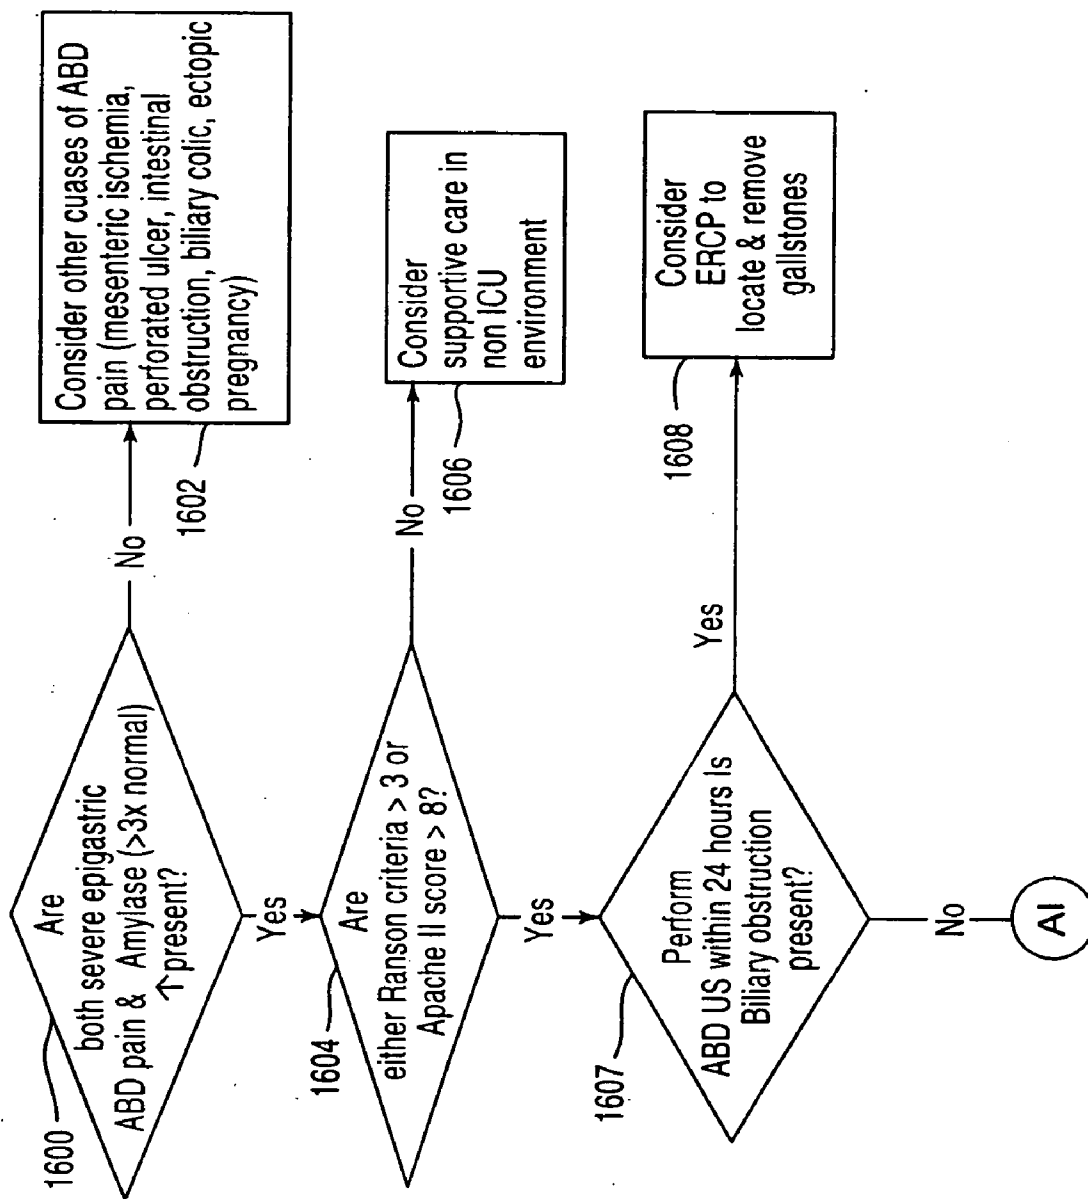 1600
Are
both severe epigastric
ABD pain & Amylase (>3x normal)
↑present?
No
1602
Consider other cuases of ABD
pain (mesenteric ischemia,
perforated ulcer, intestinal
obstruction, biliary colic, ectopic
pregnancy)
Yes
1604
Are
either Ranson criteria > 3 or
Apache II score > 8?
No
1606
Consider
supportive care in
non ICU
environment
Yes
1607
Perform
ABD US within 24 hours Is
Biliary obstruction
present?
Yes
1608
Consider
ERCP to
locate & remove
gallstones
No
AI